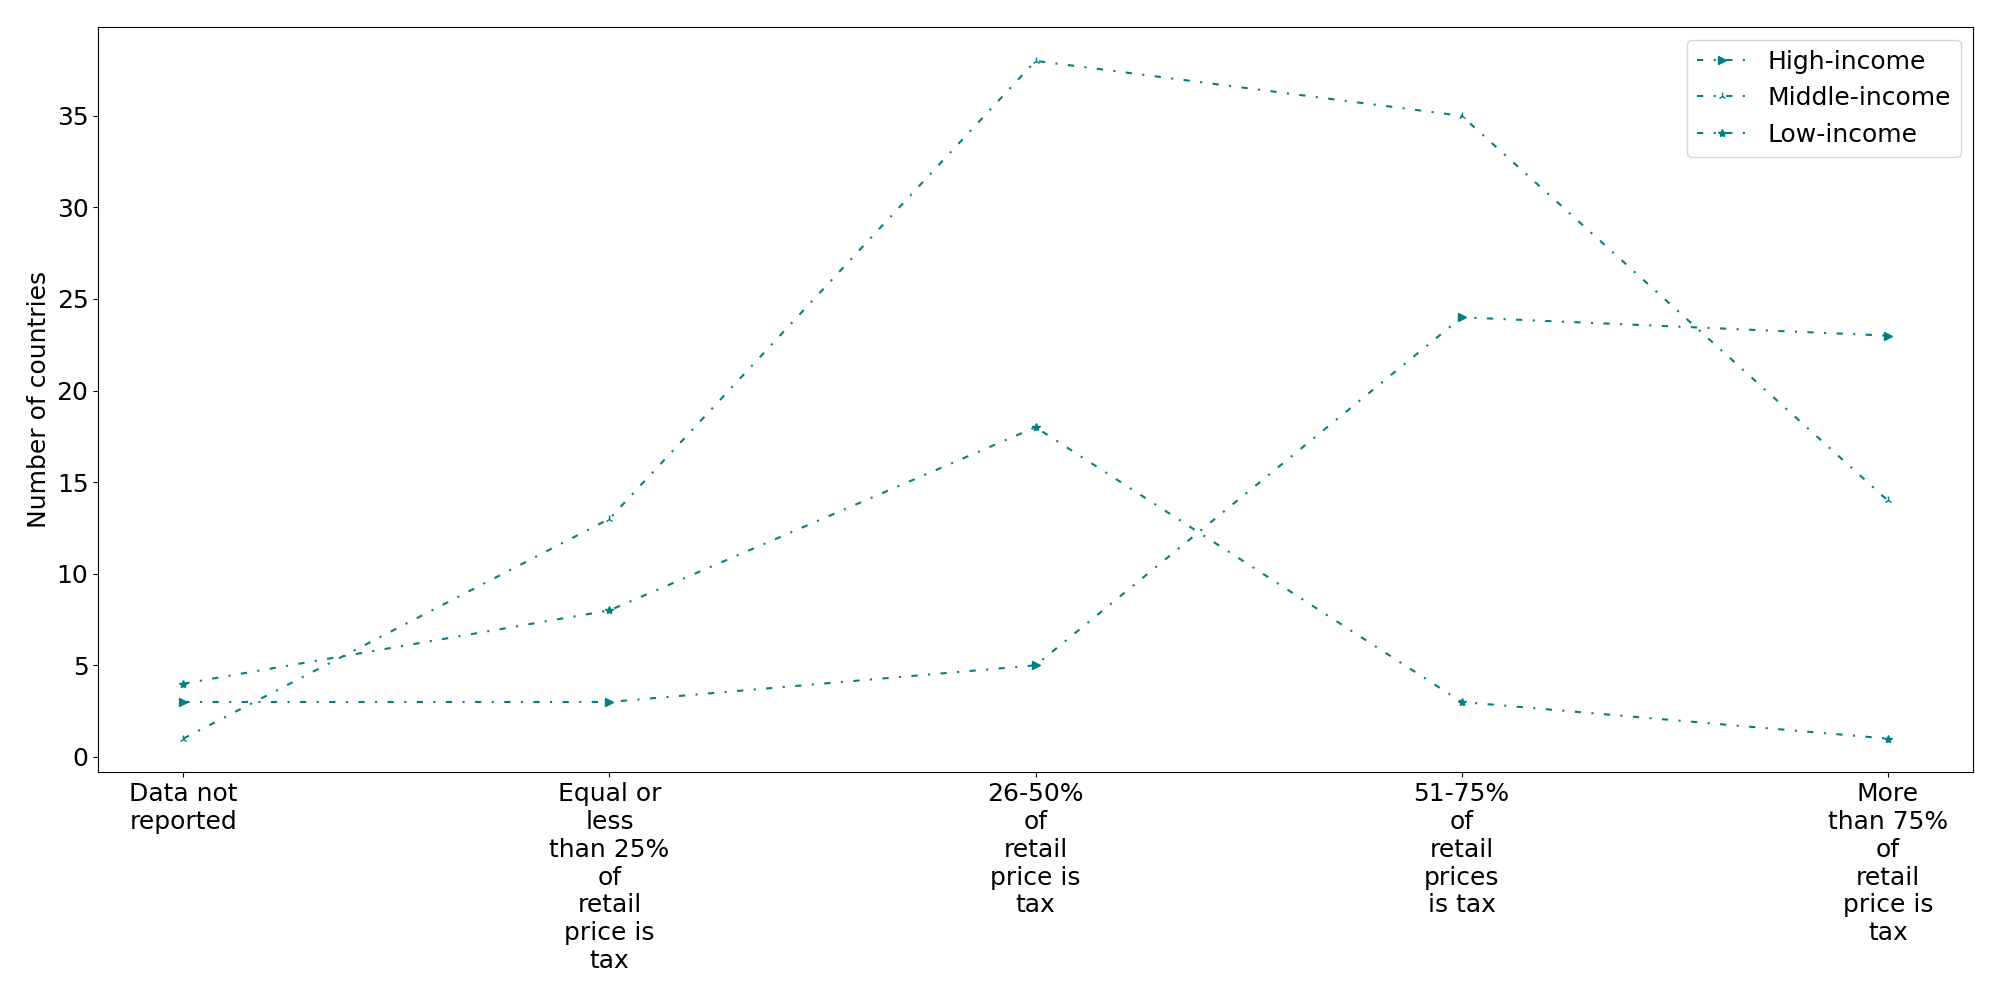 High-income
Middle-income
Low-income
Number of countries
35
30
25
20
15
10
5
0
Data not
reported
Equal or
less
than 25%
of
retail
price is
tax
26-50%
of
retail
price is
tax
51-75%
of
retail
prices
is tax
More
than 75%
of
retail
price is
tax